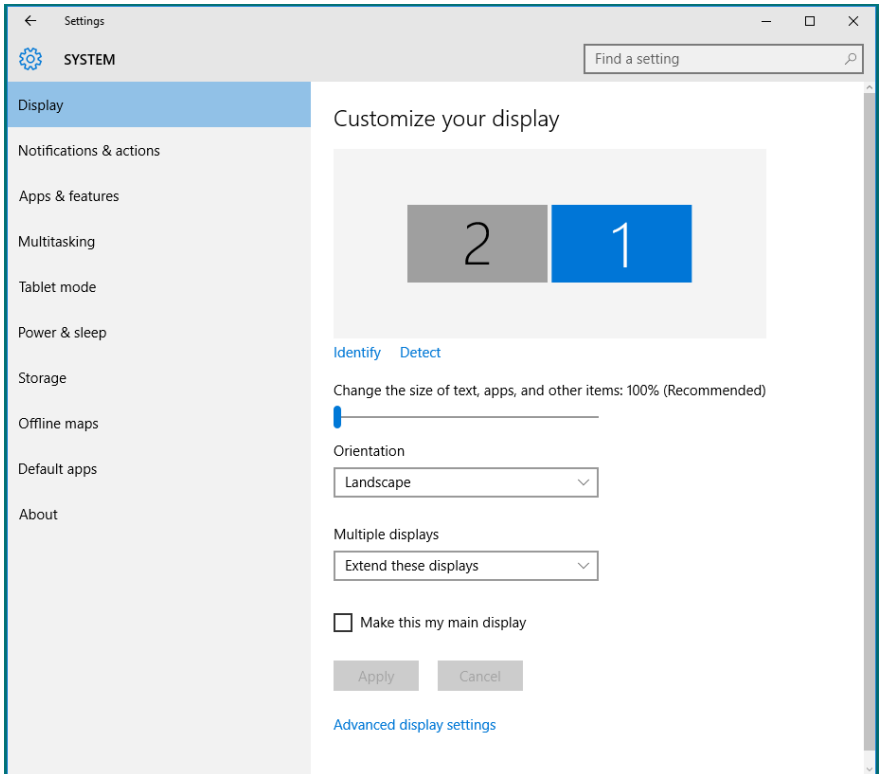 Settings
SYSTEM
Find a setting
Display
Notifications & actions
Apps & features
Multitasking
Tablet mode
Power & sleep
Storage
Offline maps
Default apps
About
Customize your display
2 1
Identify Detect
Change the size of text, apps, and other items: 100% (Recommended)
Orientation
Landscape
Multiple displays
Extend these displays
Make this my main display
Apply Cancel
Advanced display settings